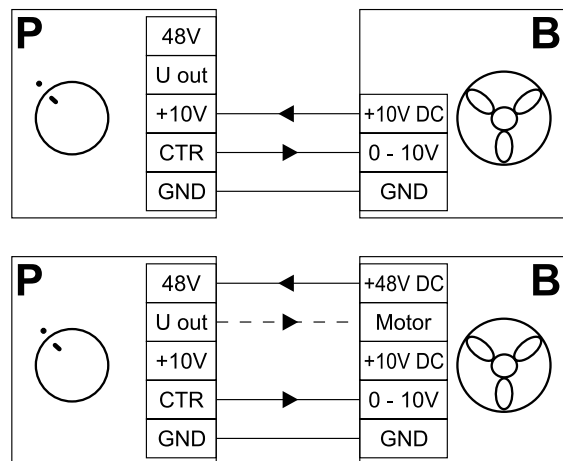 P
B
48V
U out
+10V
+10V DC
CTR
0 - 10V
GND
GND
P
B
48V
+48V DC
U out
Motor
+10V
+10V DC
CTR
0 - 10V
GND
GND